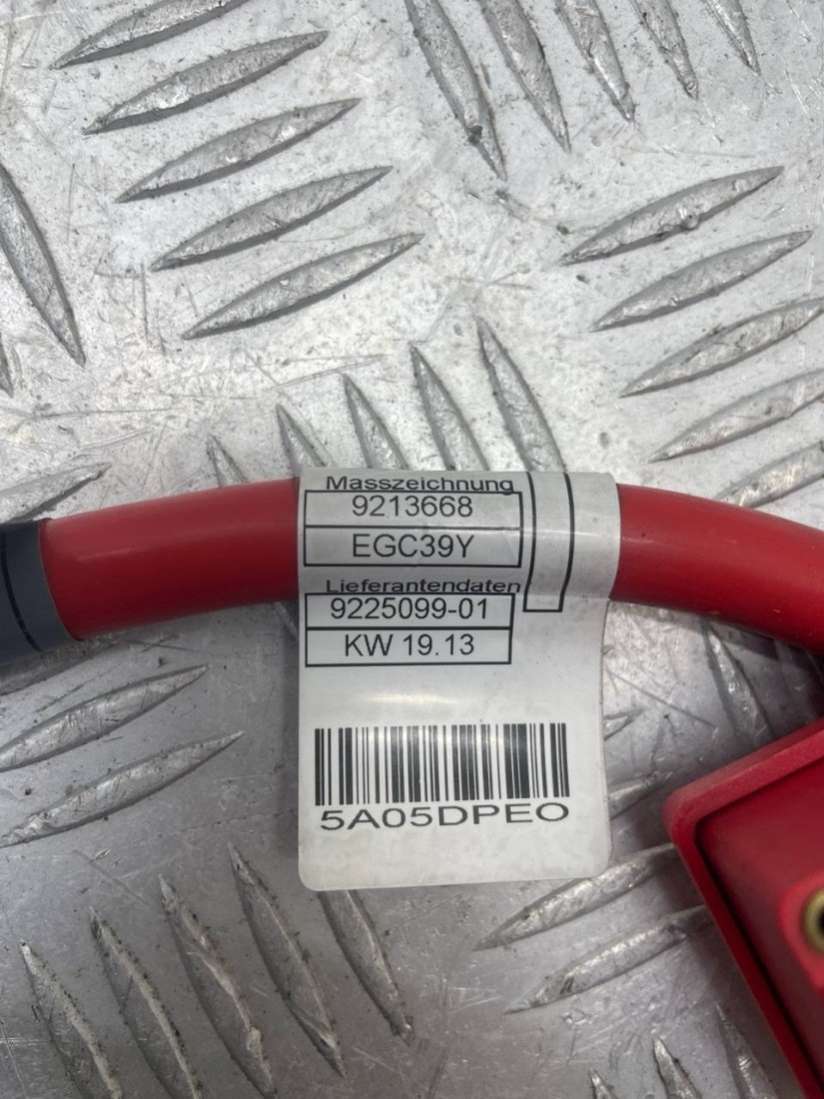 Masszeichnung
9213668
EGC39Y
Lieferantendaten
9225099-01
KW 19.13
5A05DPEO